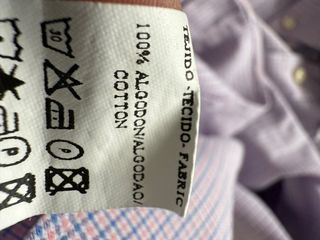 TEJIDO -TECIDO- FABRIC
100% ALGODON/ALGODAO/
COTTON